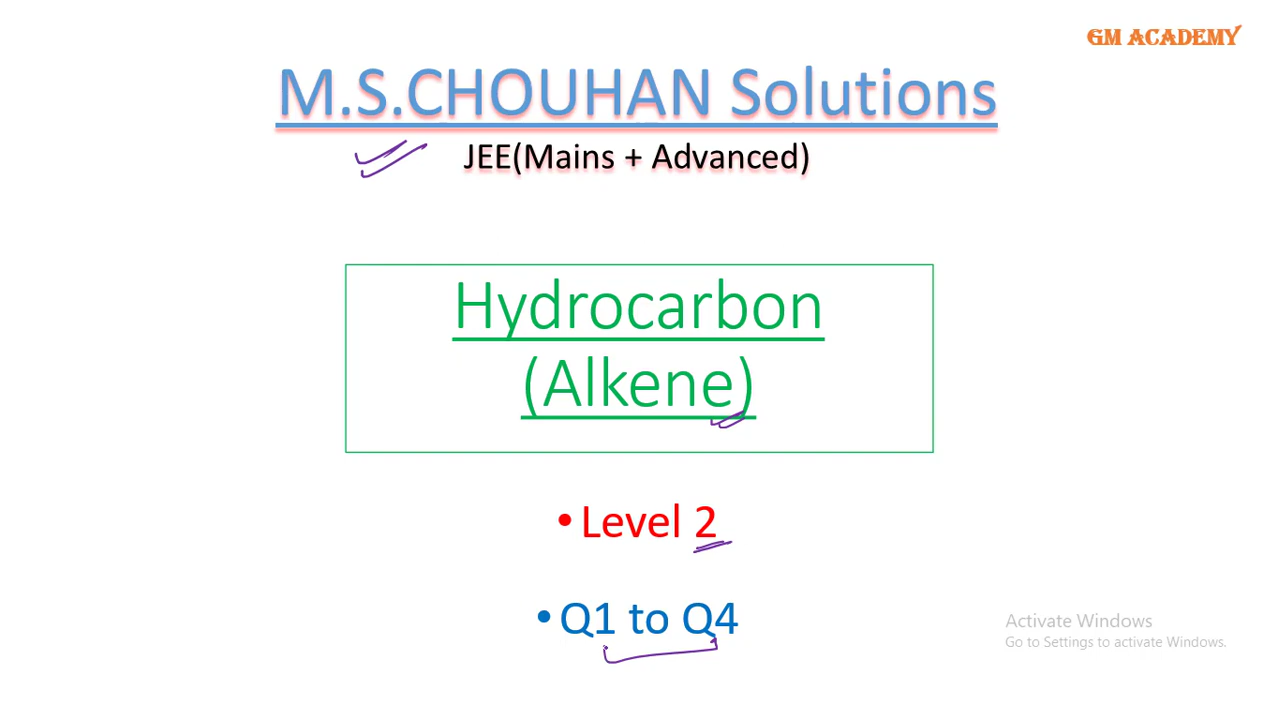 GM ACADEMY
M.S.CHOUHAN Solutions
JEE(Mains + Advanced)
Hydrocarbon
(Alkene)
•Level 2
•Q1 to Q4
Activate Windows
Go to Settings to activate Windows.